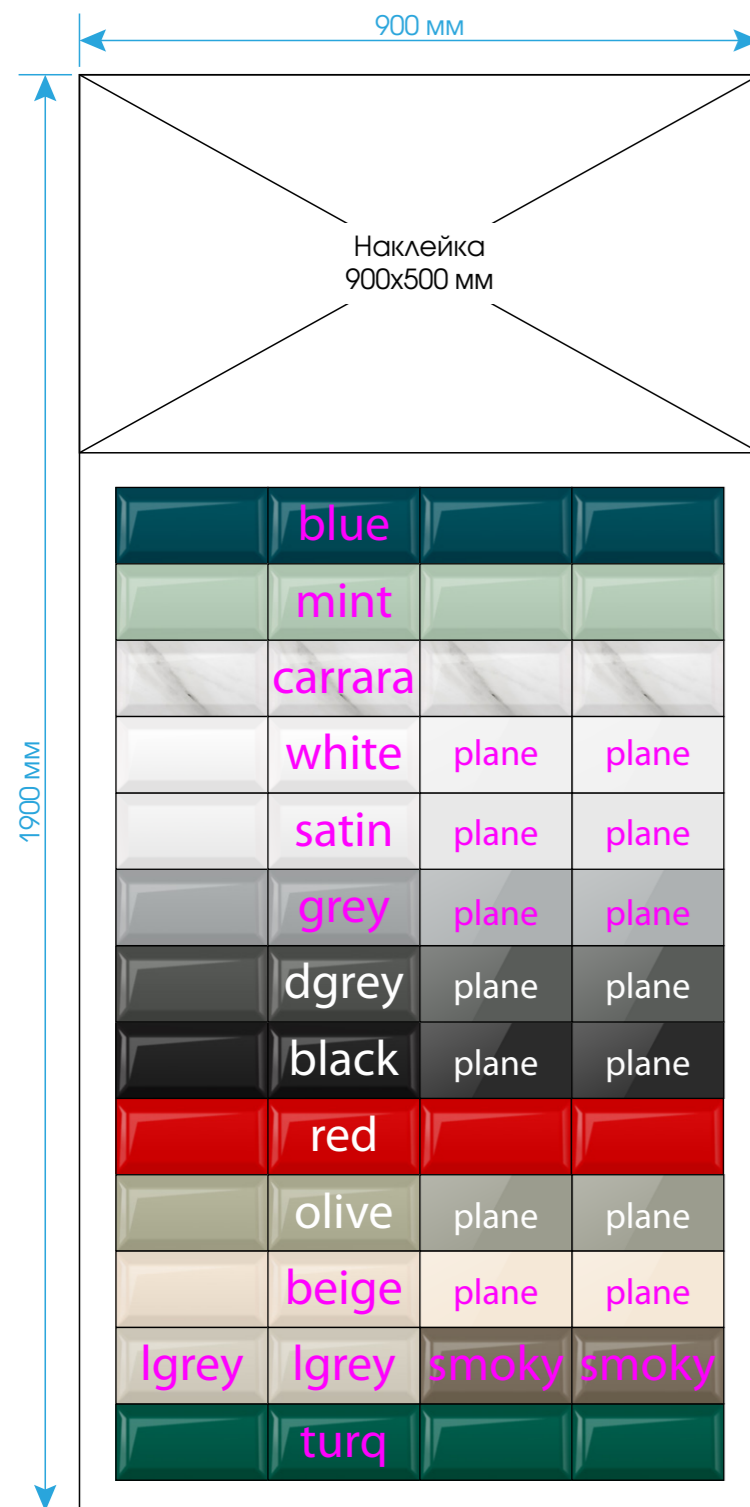 900 мм
Наклейка
900х500 мм
1900 мм
blue
mint
carrara
white plane plane
satin plane plane
grey plane plane
dgrey plane plane
black plane plane
red
olive plane plane
beige plane plane
lgrey lgrey smoky smoky
turq